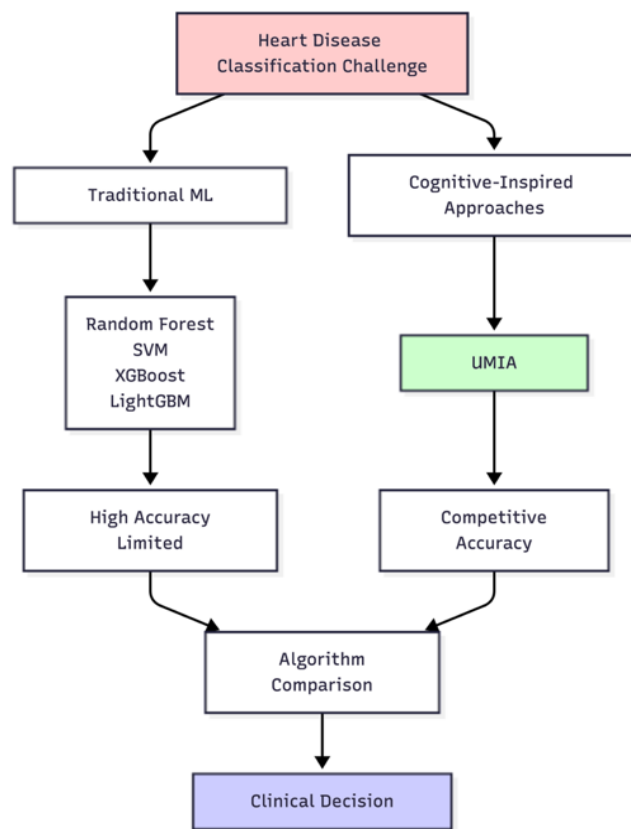 Heart Disease
Classification Challenge
Traditional ML
Cognitive-Inspired
Approaches
Random Forest
SVM
XGBoost
LightGBM
UMIA
High Accuracy
Limited
Competitive
Accuracy
Algorithm
Comparison
Clinical Decision